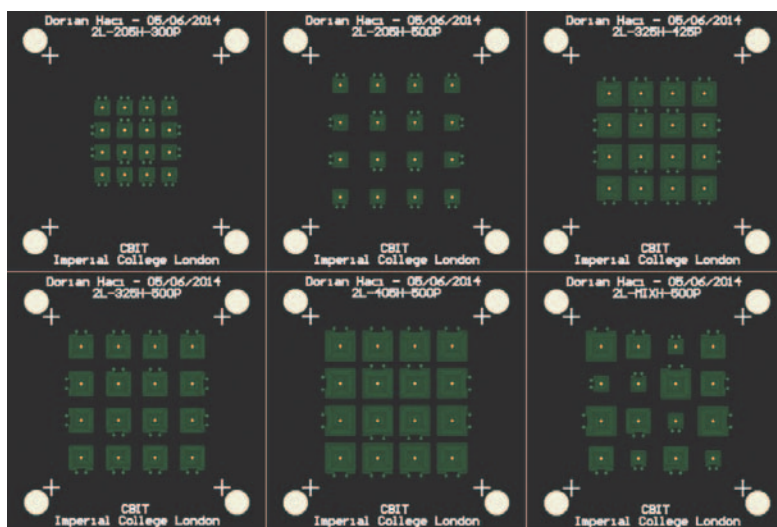 Dorian Haci - 05/06/2014
2L-205H-300P
CBIT
Imperial College London
Dorian Haci - 05/06/2014
2L-205H-500P
CBIT
Imperial College London
Dorian Haci - 05/06/2014
2L-325H-425P
CBIT
Imperial College London
Dorian Haci - 05/06/2014
2L-325H-500P
CBIT
Imperial College London
Dorian Haci - 05/06/2014
2L-405H-500P
CBIT
Imperial College London
Dorian Haci - 05/06/2014
2L-MIXH-500P
CBIT
Imperial College London